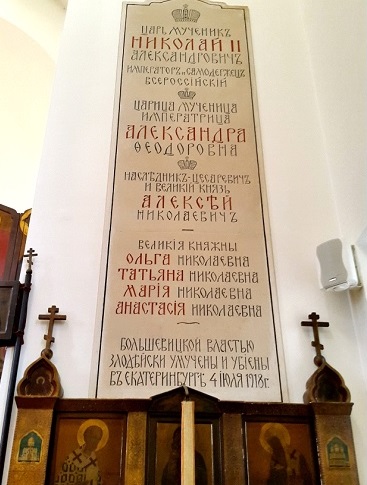 ЦАРЬ МУЧЕНИКЪ
НИКОЛАЙ II
АЛЕКСАНДРОВИЧЪ
ИМПЕРАТОРЪ И САМОДЕРЖЕЦЪ
ВСЕРОССІЙСКІЙ
ЦАРИЦА МУЧЕНИЦА
ИМПЕРАТРИЦА
АЛЕКСАНДРА
ѲЕОДОРОВНА
НАСЛѢДНИКЪ-ЦЕСАРЕВИЧЪ
И ВЕЛИКІЙ КНЯЗЬ
АЛЕКСѢЙ
НИКОЛАЕВИЧЪ
ВЕЛИКІЯ КНЯЖНЫ
ОЛЬГА НИКОЛАЕВНА
ТАТЬЯНА НИКОЛАЕВНА
МАРІЯ НИКОЛАЕВНА
АНАСТАСІЯ НИКОЛАЕВНА
БОЛЬШЕВИЦКОЙ ВЛАСТЬЮ
ЗЛОДѢЙСКИ УМУЧЕНЫ И УБІЕНЫ
ВЪ ЕКАТЕРИНБУРГѢ 4 ІЮЛЯ 1918 Г.